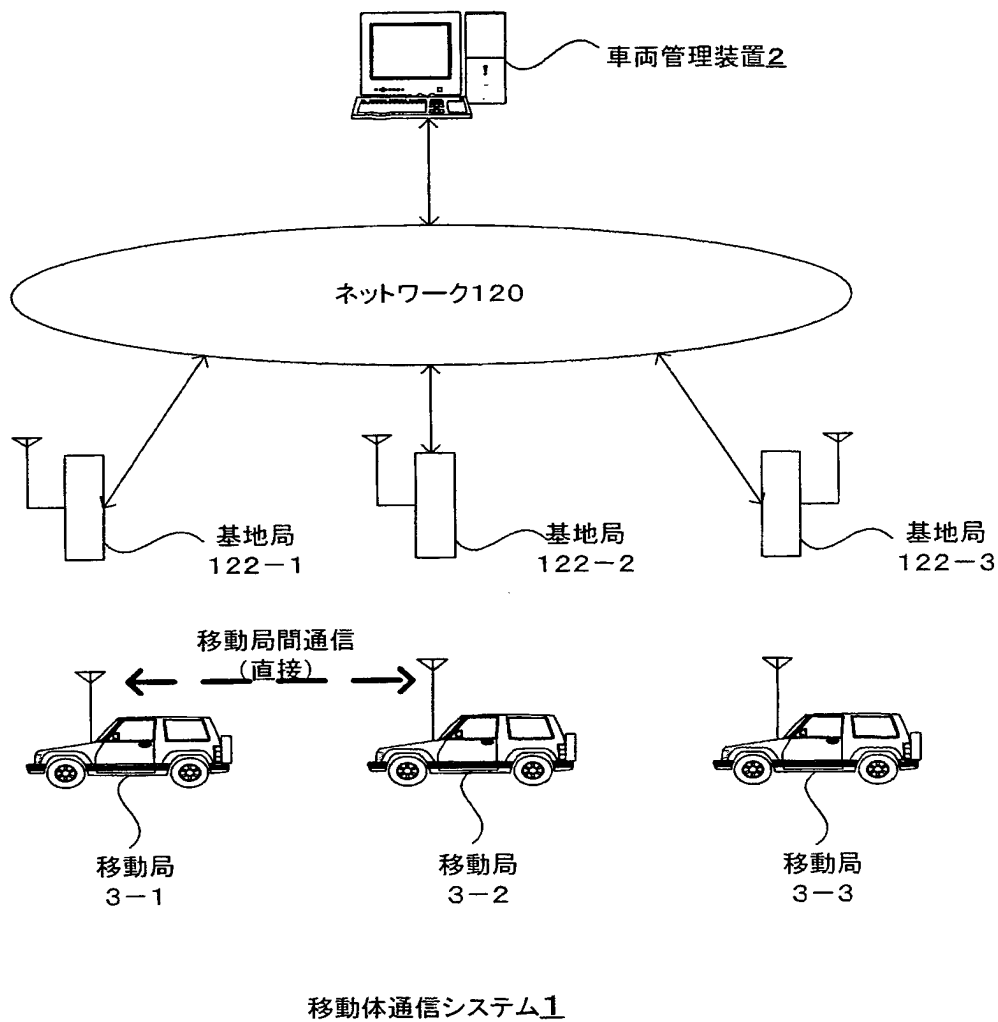 車両管理装置2
ネットワーク120
基地局
122-1
基地局
122-2
基地局
122-3
移動局間通信
(直接)
移動局
3-1
移動局
3-2
移動局
3-3
移動体通信システム1